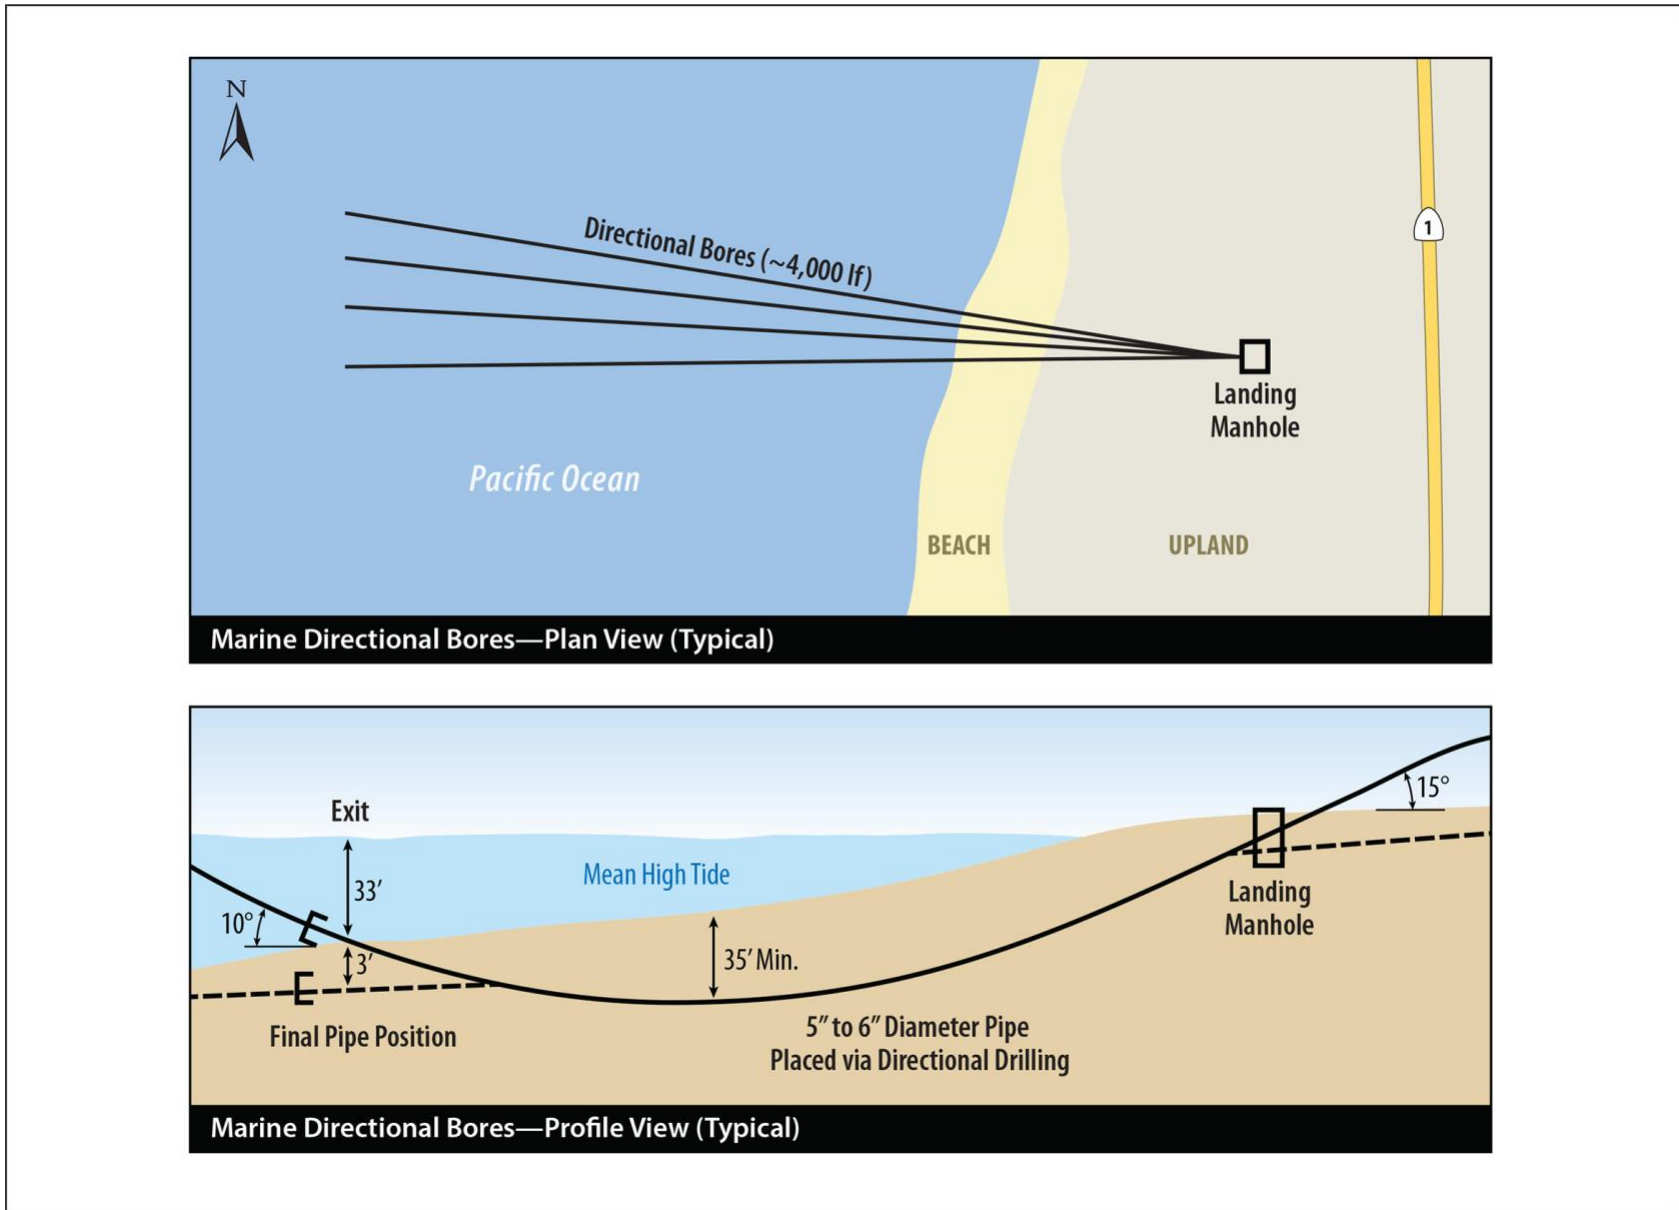 N
Directional Bores (~4,000 lf)
1
Landing
Manhole
Pacific Ocean
BEACH
UPLAND
Marine Directional Bores—Plan View (Typical)
Exit
15°
33′
Mean High Tide
10°
Landing
Manhole
3′
35′ Min.
Final Pipe Position
5″ to 6″ Diameter Pipe
Placed via Directional Drilling
Marine Directional Bores—Profile View (Typical)